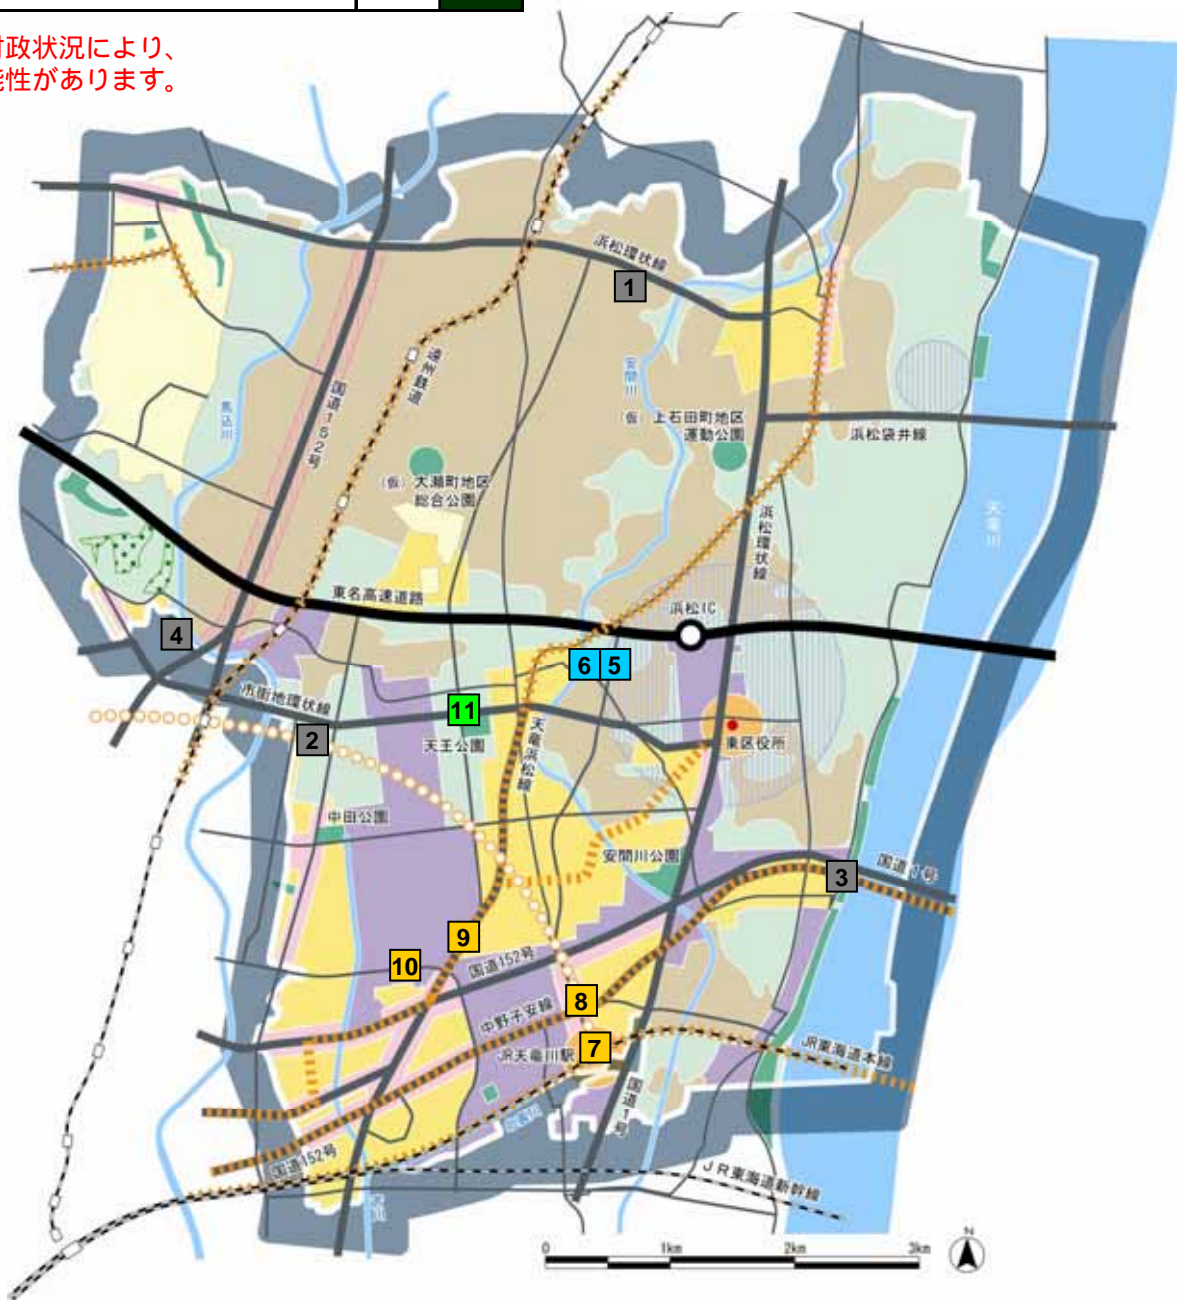 財政状況により、
能性があります。
浜松環状線
1
遠州鉄道
安間川
国道152号
馬込川
(仮) 上石田町地区
運動公園
浜松袋井線
(仮) 大瀬町地区
総合公園
天竜川
浜松環状線
東名高速道路
浜松IC
4
6
5
市街地環状線
11
2
天王公園
天竜浜松線
東区役所
中田公園
安間川公園
国道1号
3
9
10
国道152号
8
中野子安線
7
JR天竜川駅
JR東海道本線
国道1号
国道152号
JR東海道新幹線
0
1km
2km
3km
N